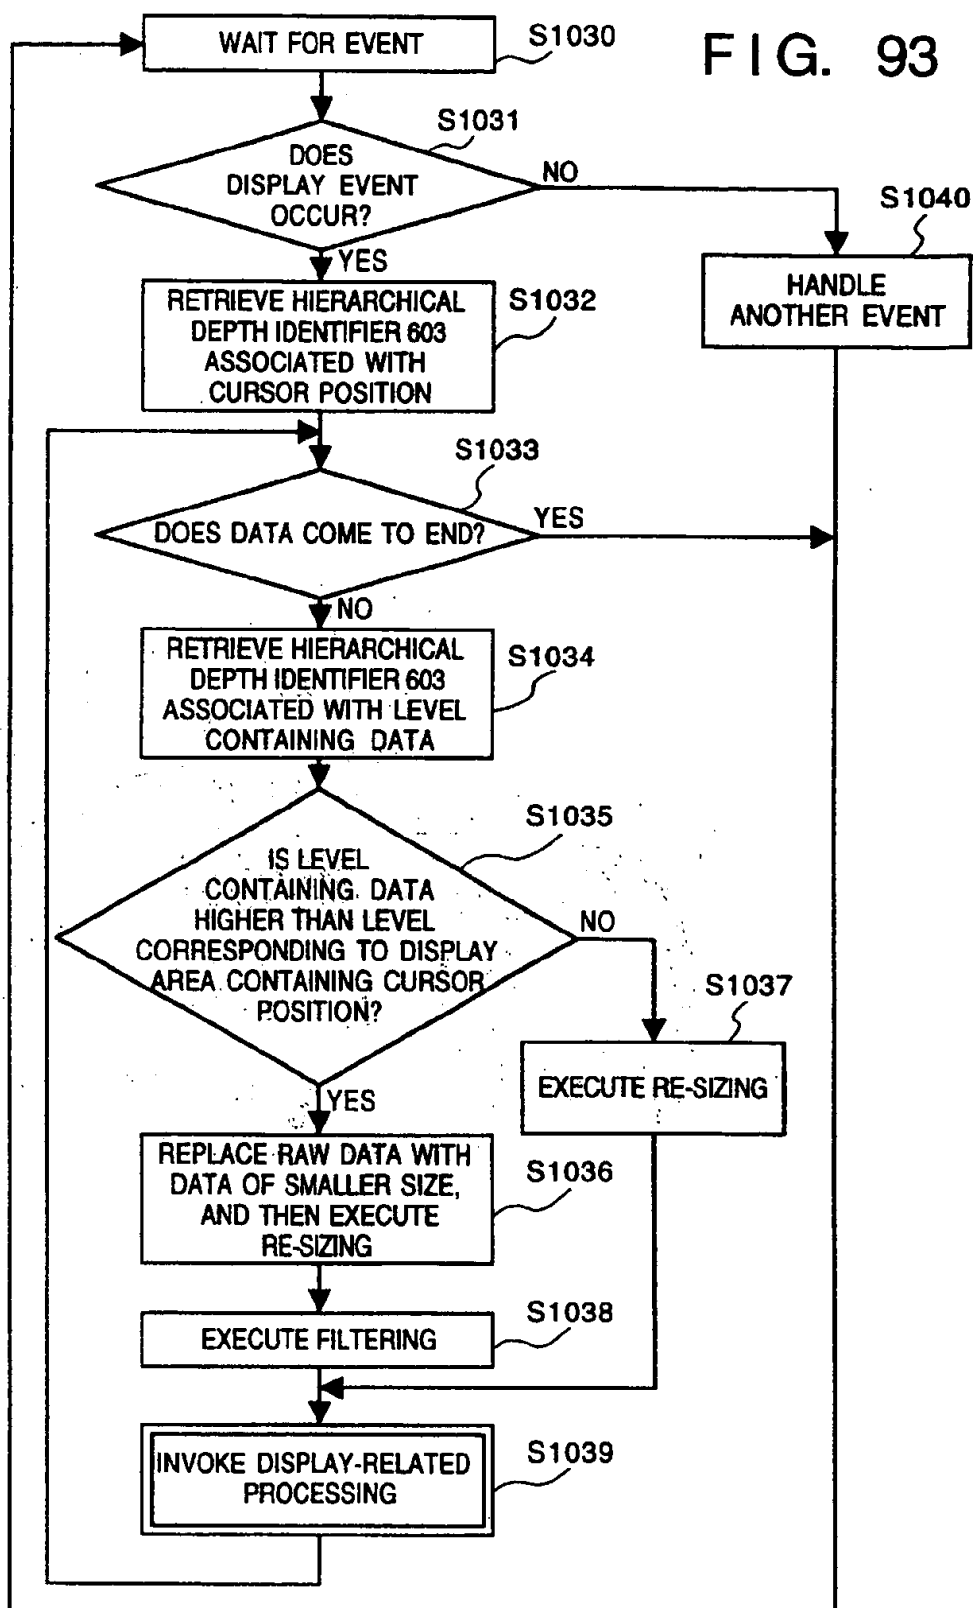 FIG. 93
WAIT FOR EVENT
S1030
S1031
DOES
DISPLAY EVENT
OCCUR?
NO
YES
S1040
HANDLE
ANOTHER EVENT
S1032
RETRIEVE HIERARCHICAL
DEPTH IDENTIFIER 603
ASSOCIATED WITH
CURSOR POSITION
S1033
DOES DATA COME TO END?
YES
NO
S1034
RETRIEVE HIERARCHICAL
DEPTH IDENTIFIER 603
ASSOCIATED WITH LEVEL
CONTAINING DATA
S1035
IS LEVEL
CONTAINING DATA
HIGHER THAN LEVEL
CORRESPONDING TO DISPLAY
AREA CONTAINING CURSOR
POSITION?
NO
YES
S1037
EXECUTE RE-SIZING
S1036
REPLACE RAW DATA WITH
DATA OF SMALLER SIZE,
AND THEN EXECUTE
RE-SIZING
S1038
EXECUTE FILTERING
S1039
INVOKE DISPLAY-RELATED
PROCESSING